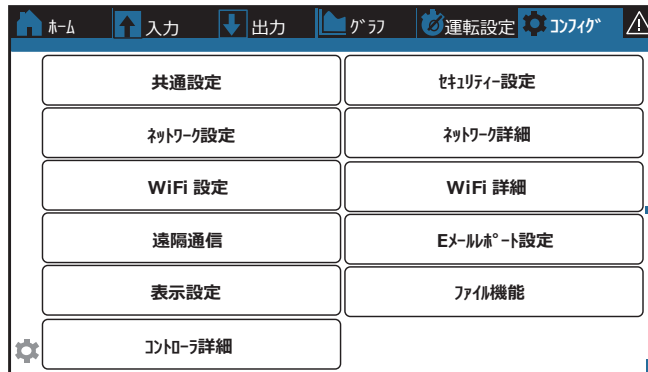 ﾎｰﾑ 入力 出力 ｸﾞﾗﾌ 運転設定 ｺﾝﾌｨｸﾞ
共通設定 ｾｷｭﾘﾃｨｰ設定
ﾈｯﾄﾜｰｸ設定 ﾈｯﾄﾜｰｸ詳細
WiFi 設定 WiFi 詳細
遠隔通信 Eﾒｰﾙﾚﾎﾟｰﾄ設定
表示設定 ﾌｧｲﾙ機能
ｺﾝﾄﾛｰﾗ詳細